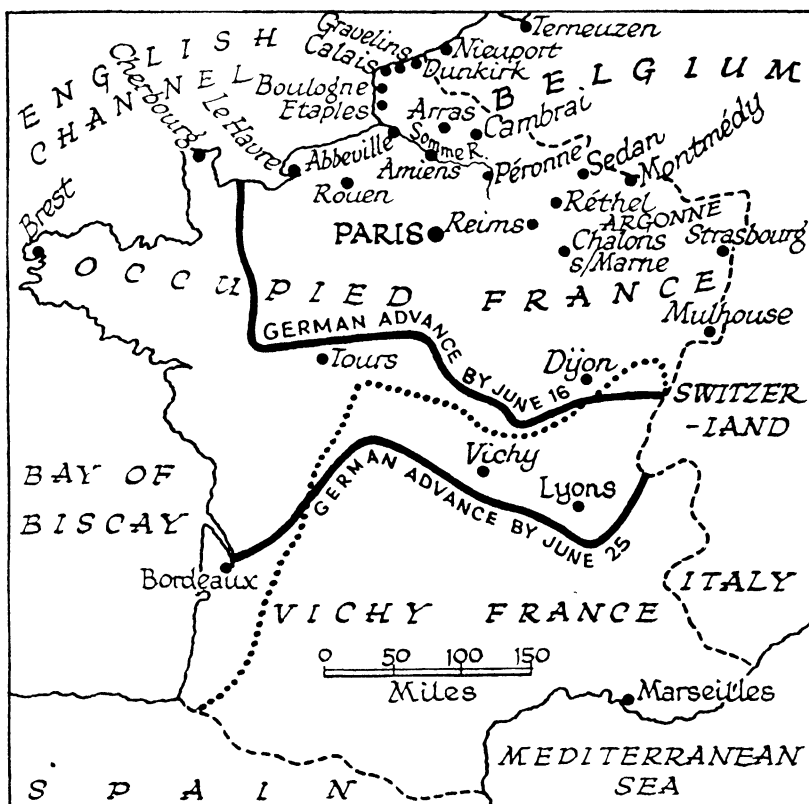 ENGLISH
CHANNEL
Cherbourg
Le Havre
Gravelins
Calais
Boulogne
Etaples
Terneuzen
Nieuport
Dunkirk
BELGIUM
Arras
Cambrai
Somme R.
Abbeville
Amiens
Péronne
Sedan
Montmédy
Rouen
Réthel
ARGONNE
Brest
PARIS
Reims
Chalons
s/Marne
Strasbourg
OCCUPIED FRANCE
Mulhouse
GERMAN ADVANCE BY JUNE 16
Tours
Dijon
SWITZER
-LAND
BAY OF
BISCAY
Vichy
GERMAN ADVANCE BY JUNE 25
Lyons
Bordeaux
ITALY
VICHY FRANCE
0 50 100 150
Miles
Marseilles
MEDITERRANEAN
SEA
SPAIN